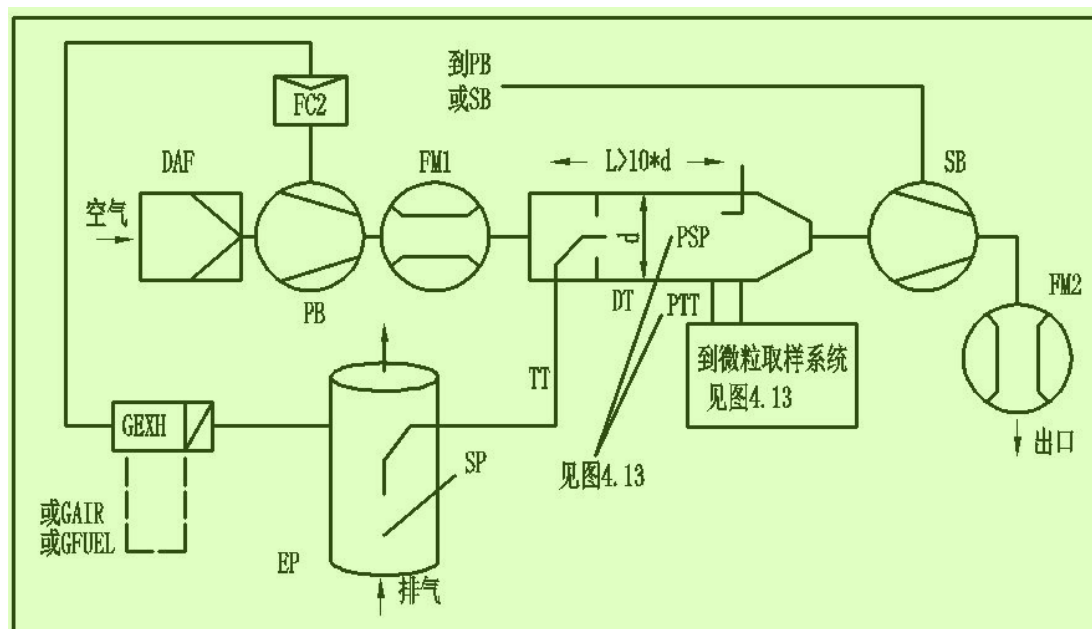 到PB
或SB
FC2
DAF
FM1
L>10*d
SB
空气
d
PSP
PB
DT
PTT
FM2
到微粒取样系统
见图4.13
TT
GEXH
SP
见图4.13
出口
或GAIR
或GFUEL
EP
排气